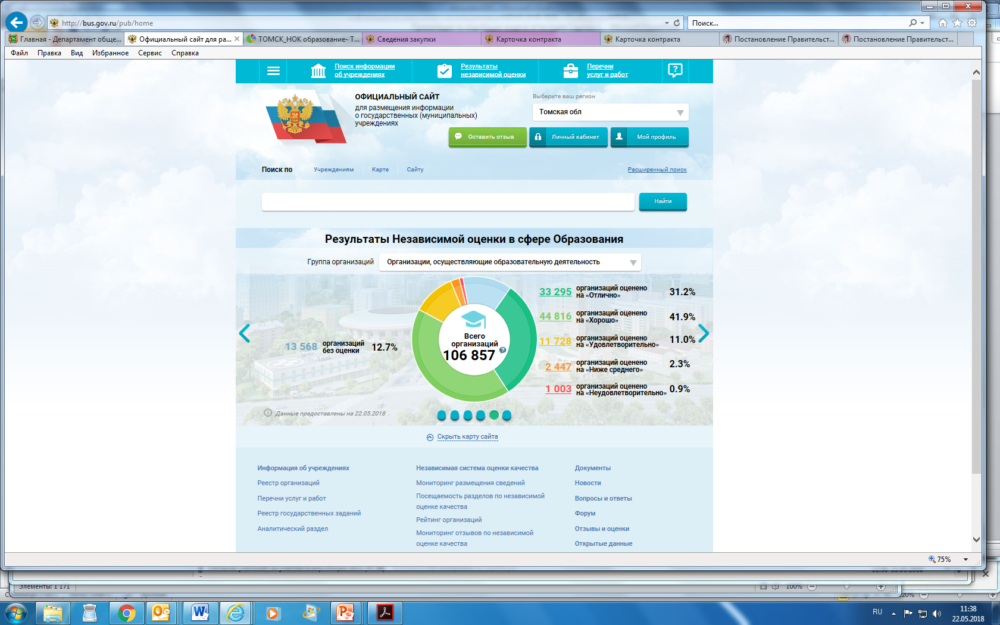 http://bus.gov.ru/pub/home
Поиск...
Главная - Департамент обще...
Официальный сайт для ра...
ТОМСК_НОК образование- Т...
Сведения закупки
Карточка контракта
Карточка контракта
Постановление Правительст...
Постановление Правительст...
Файл Правка Вид Избранное Сервис Справка
Поиск информации
об учреждениях
Результаты
независимой оценки
Перечни
услуг и работ
ОФИЦИАЛЬНЫЙ САЙТ
для размещения информации
о государственных (муниципальных)
учреждениях
Выберите ваш регион
Томская обл
Оставить отзыв
Личный кабинет
Мой профиль
Поиск по Учреждениям Карте Сайту Расширенный поиск
Найти
Результаты Независимой оценки в сфере Образования
Группа организаций Организации, осуществляющие образовательную деятельность
13 568 организаций
без оценки 12.7%
Всего
организаций
106 857
33 295 организаций оценено
на «Отлично» 31.2%
44 816 организаций оценено
на «Хорошо» 41.9%
11 728 организаций оценено
на «Удовлетворительно» 11.0%
2 447 организаций оценено
на «Ниже среднего» 2.3%
1 003 организаций оценено
на «Неудовлетворительно» 0.9%
Данные предоставлены на 22.05.2018
Скрыть карту сайта
Информация об учреждениях
Реестр организаций
Перечни услуг и работ
Реестр государственных заданий
Аналитический раздел
Независимая система оценки качества
Мониторинг размещения сведений
Посещаемость разделов по независимой
оценке качества
Рейтинг организаций
Мониторинг отзывов по независимой
оценке качества
Документы
Новости
Вопросы и ответы
Форум
Отзывы и оценки
Открытые данные
75%
Элементы: 1 171
100%
120%
RU
11:38
22.05.2018